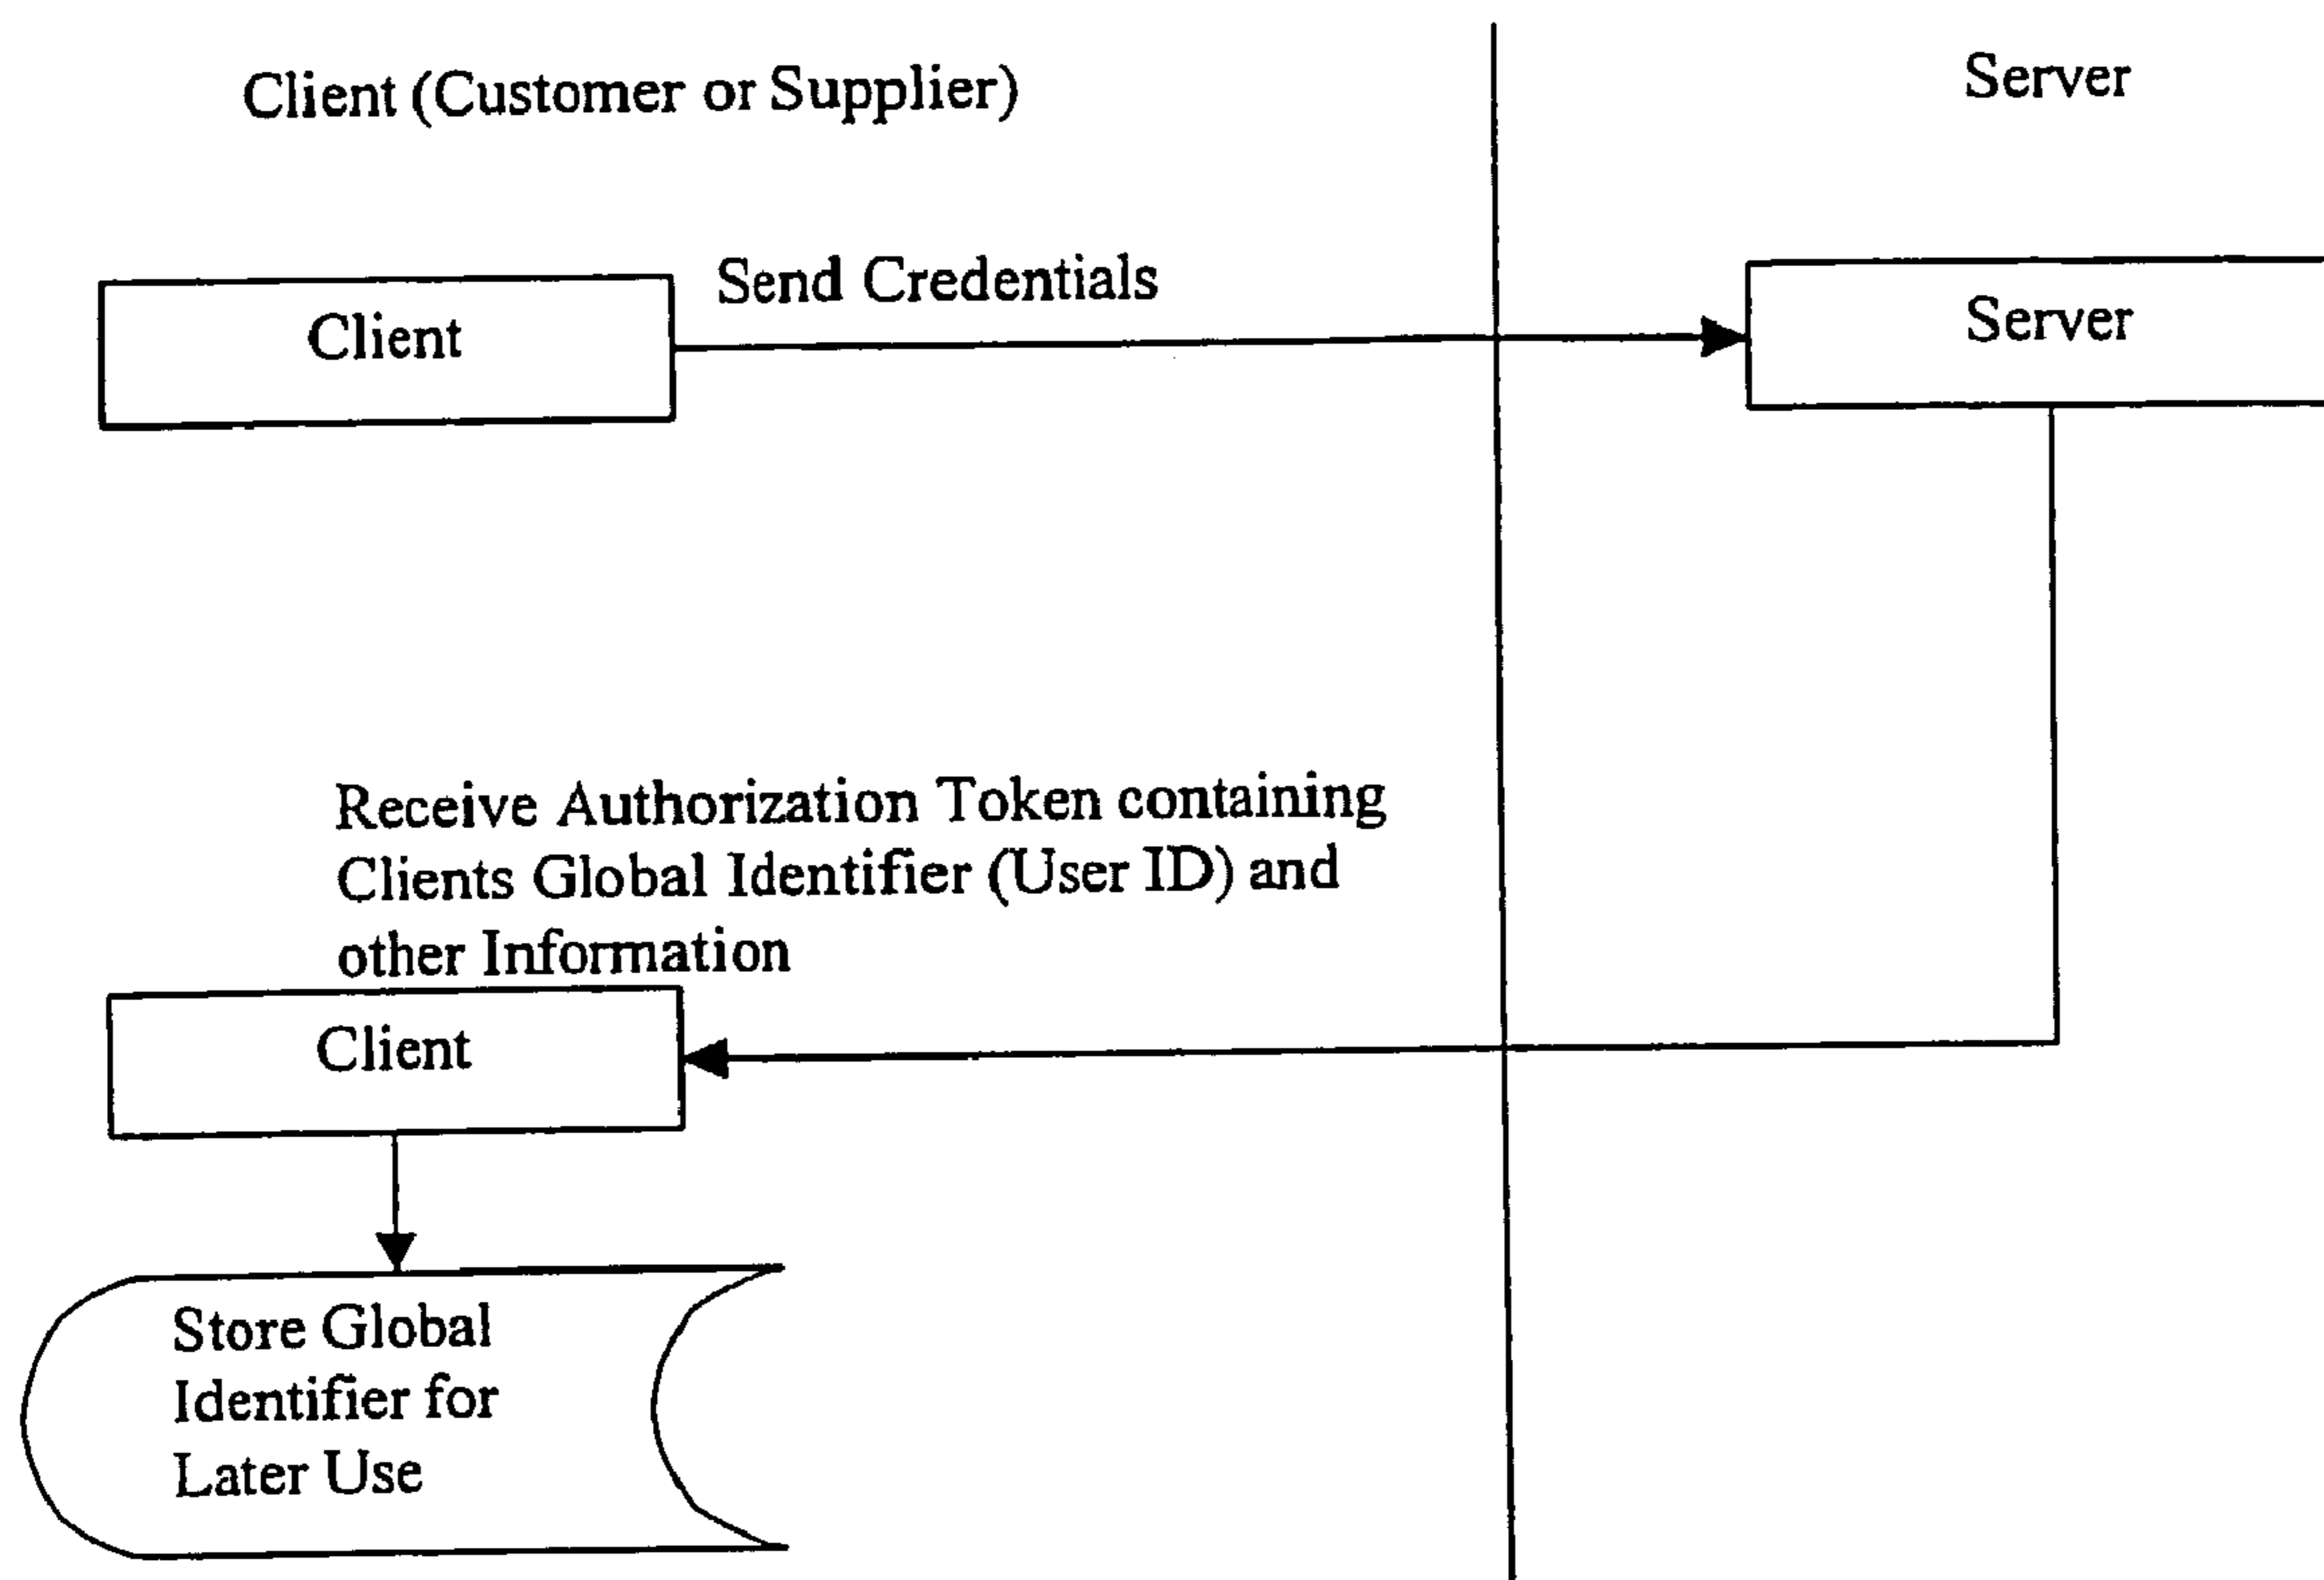 Client (Customer or Supplier)
Server
Client
Send Credentials
Server
Receive Authorization Token containing
Clients Global Identifier (User ID) and
other Information
Client
Store Global
Identifier for
Later Use